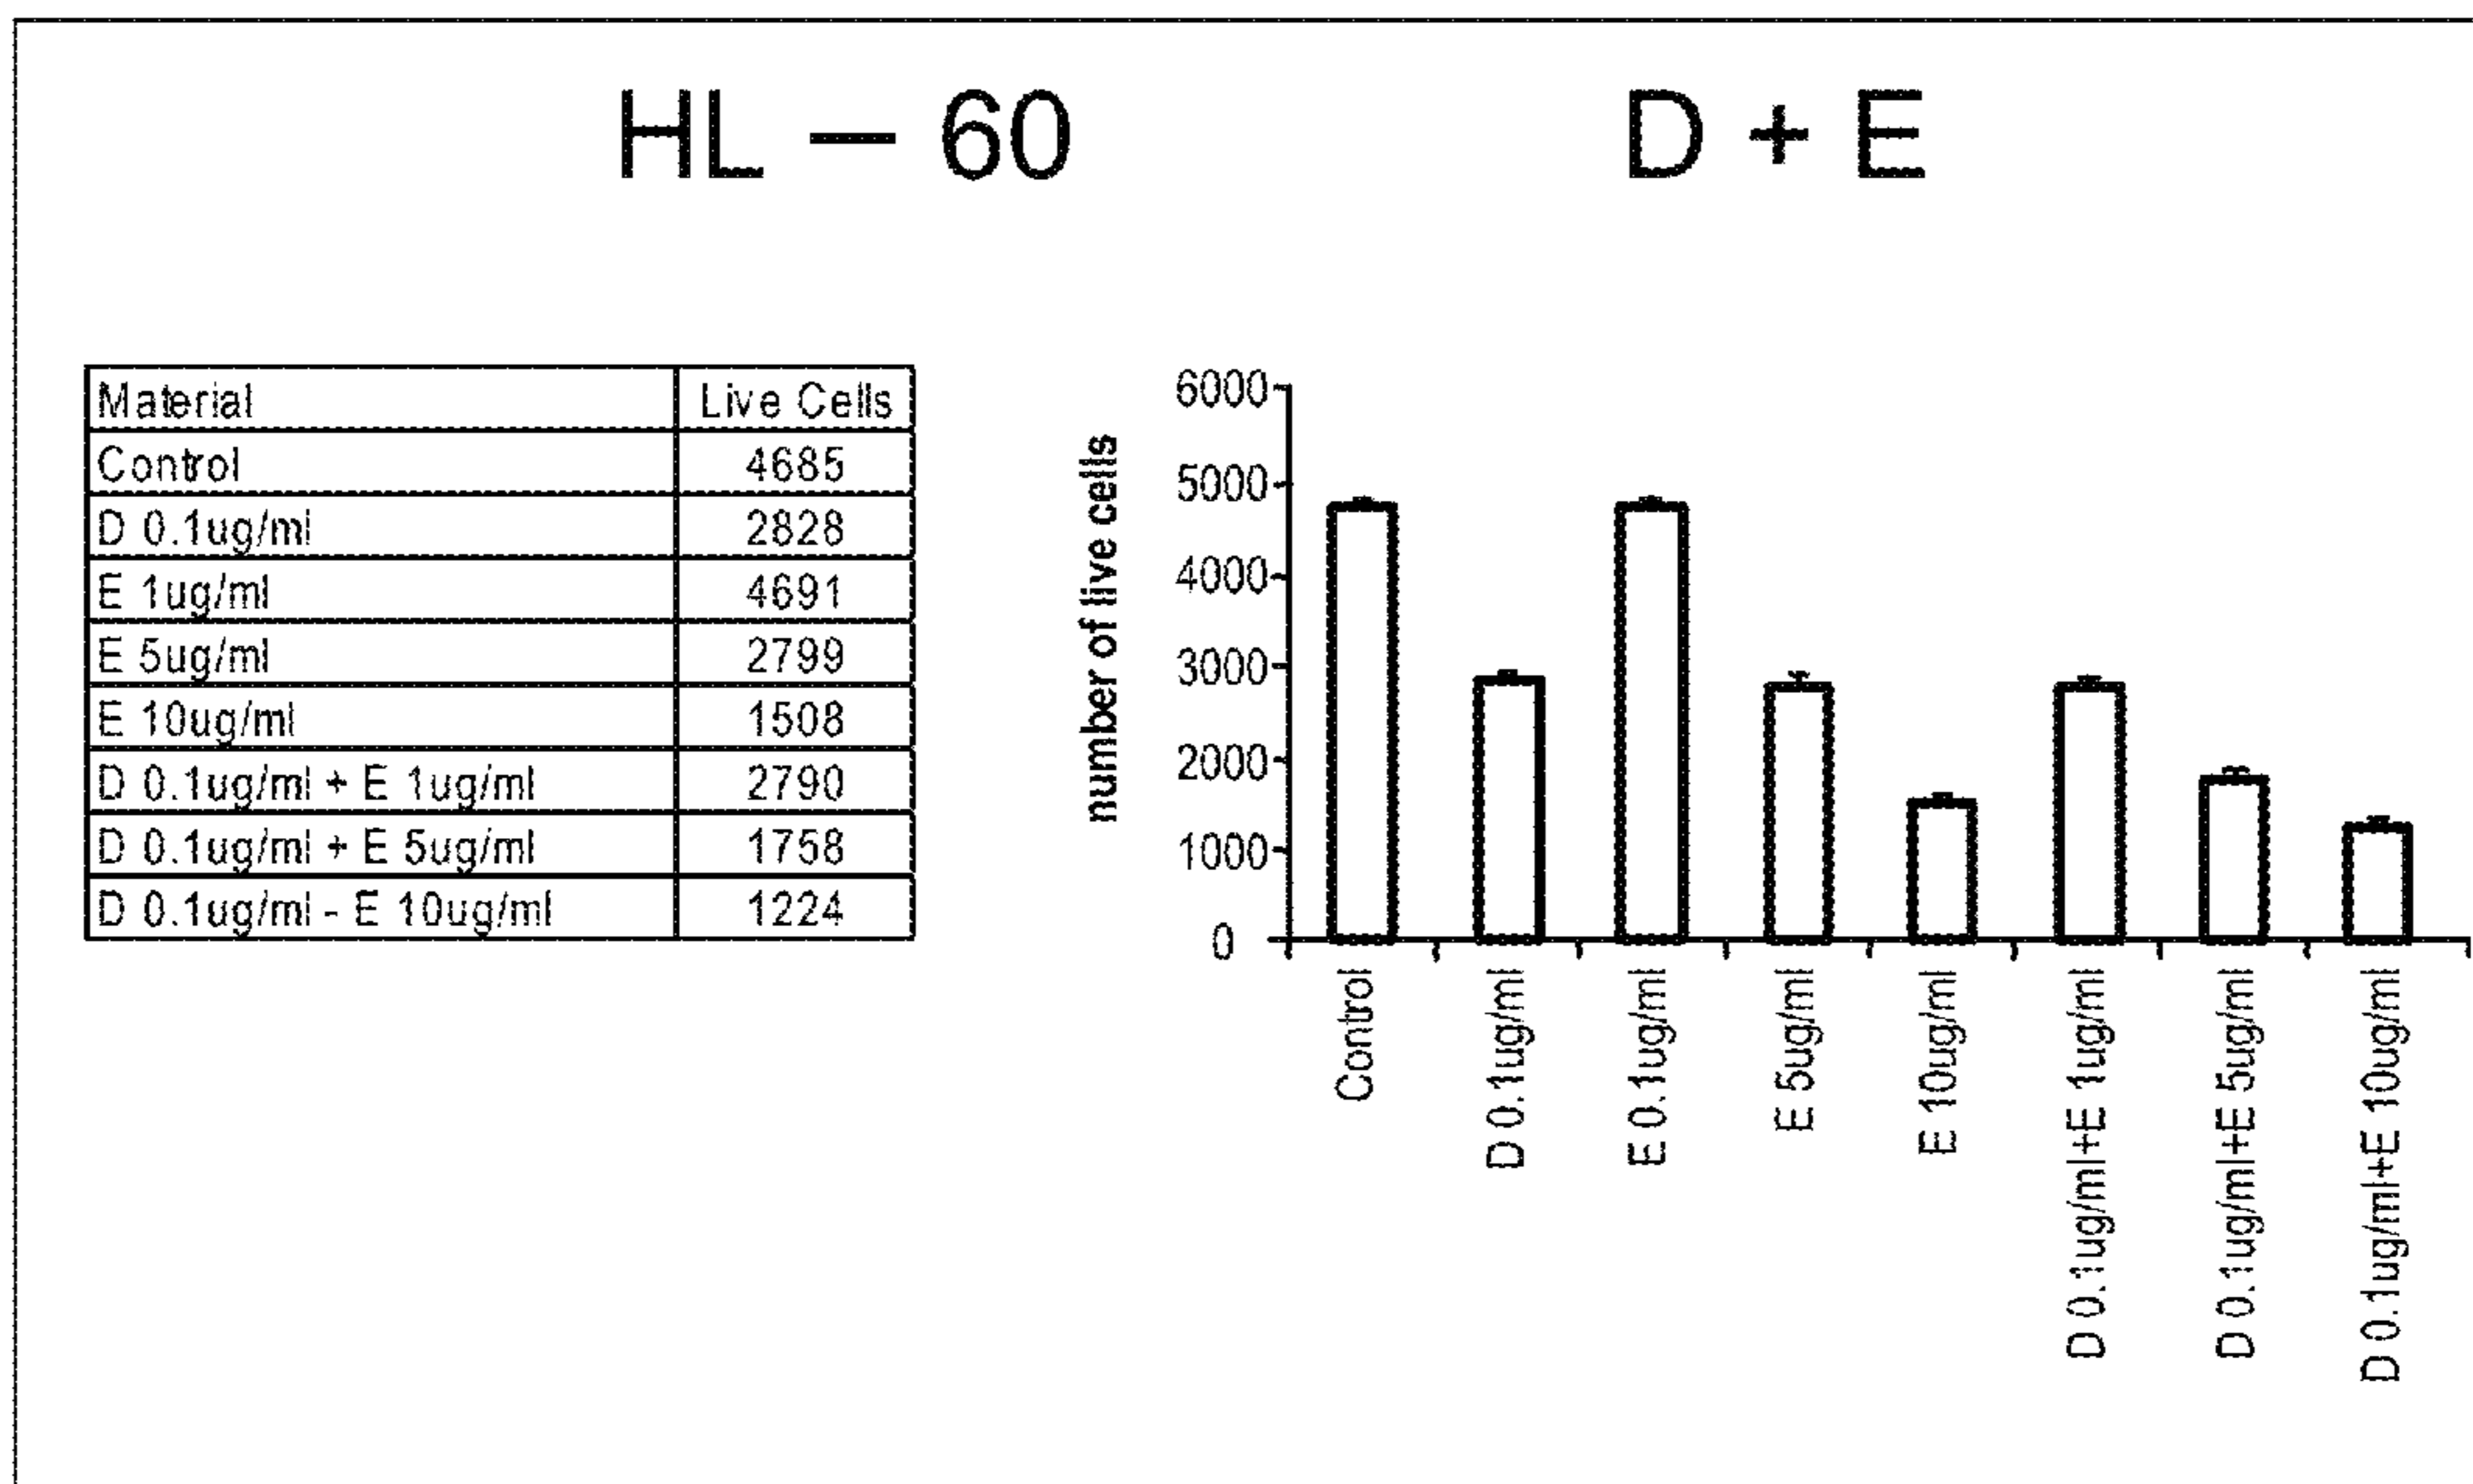 HL – 60 D + E
Material Live Cells
Control 4685
D 0.1ug/ml 2828
E 1ug/ml 4691
E 5ug/ml 2799
E 10ug/ml 1508
D 0.1ug/ml + E 1ug/ml 2790
D 0.1ug/ml + E 5ug/ml 1758
D 0.1ug/ml - E 10ug/ml 1224
number of live cells
6000
5000
4000
3000
2000
1000
0
Control
D 0.1ug/ml
E 0.1ug/ml
E 5ug/ml
E 10ug/ml
D 0.1ug/ml+E 1ug/ml
D 0.1ug/ml+E 5ug/ml
D 0.1ug/ml+E 10ug/ml